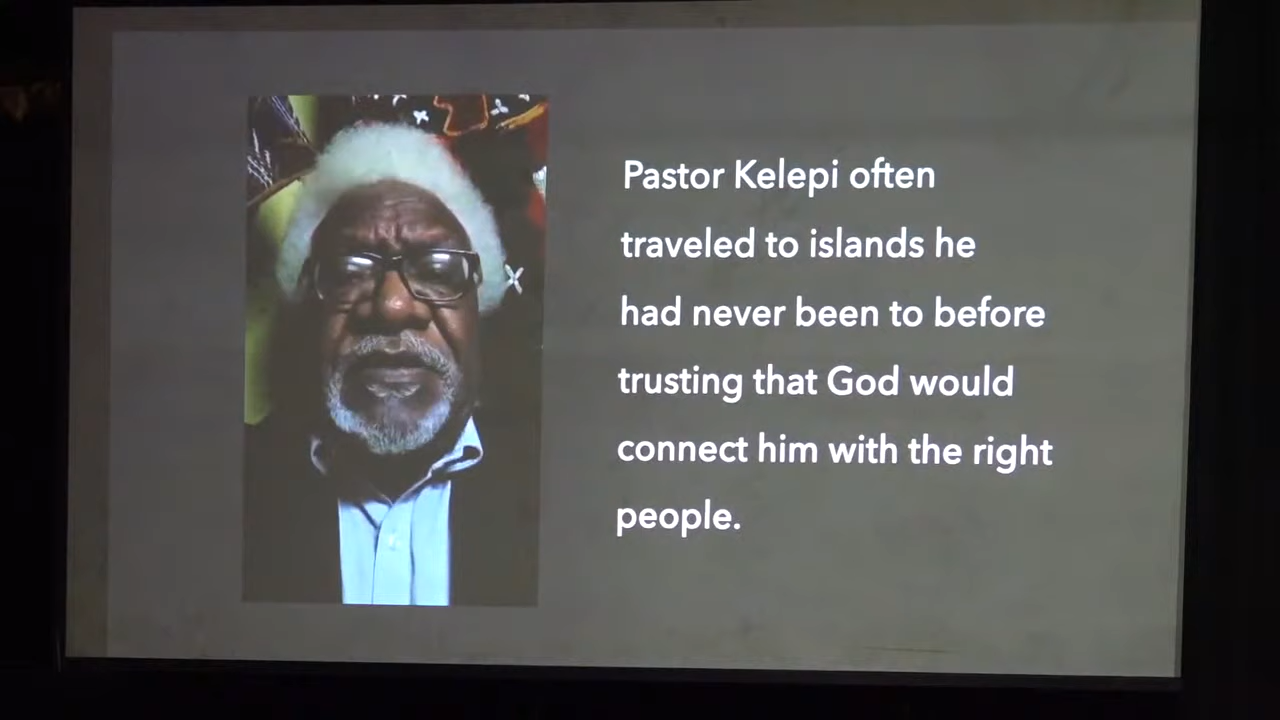 Pastor Kelepi often
traveled to islands he
had never been to before
trusting that God would
connect him with the right
people.